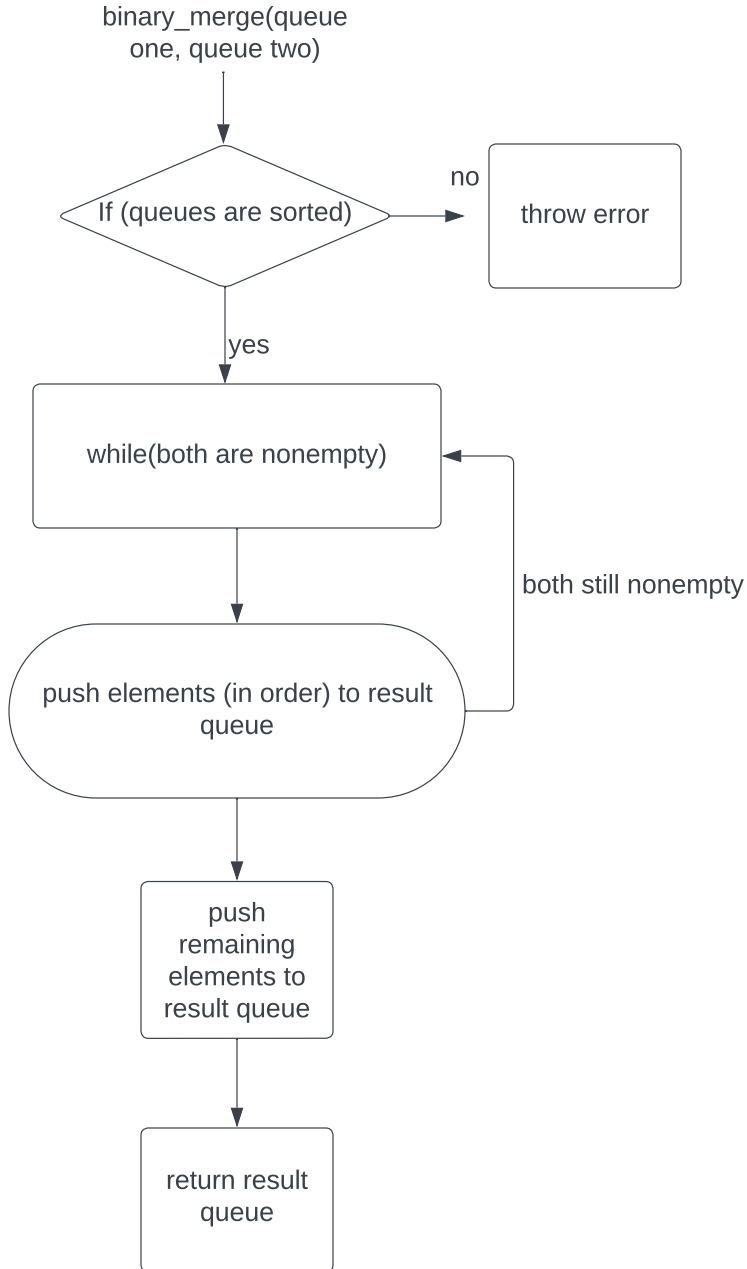 binary_merge(queue
one, queue two)
If (queues are sorted)
no
throw error
yes
while(both are nonempty)
both still nonempty
push elements (in order) to result
queue
push
remaining
elements to
result queue
return result
queue